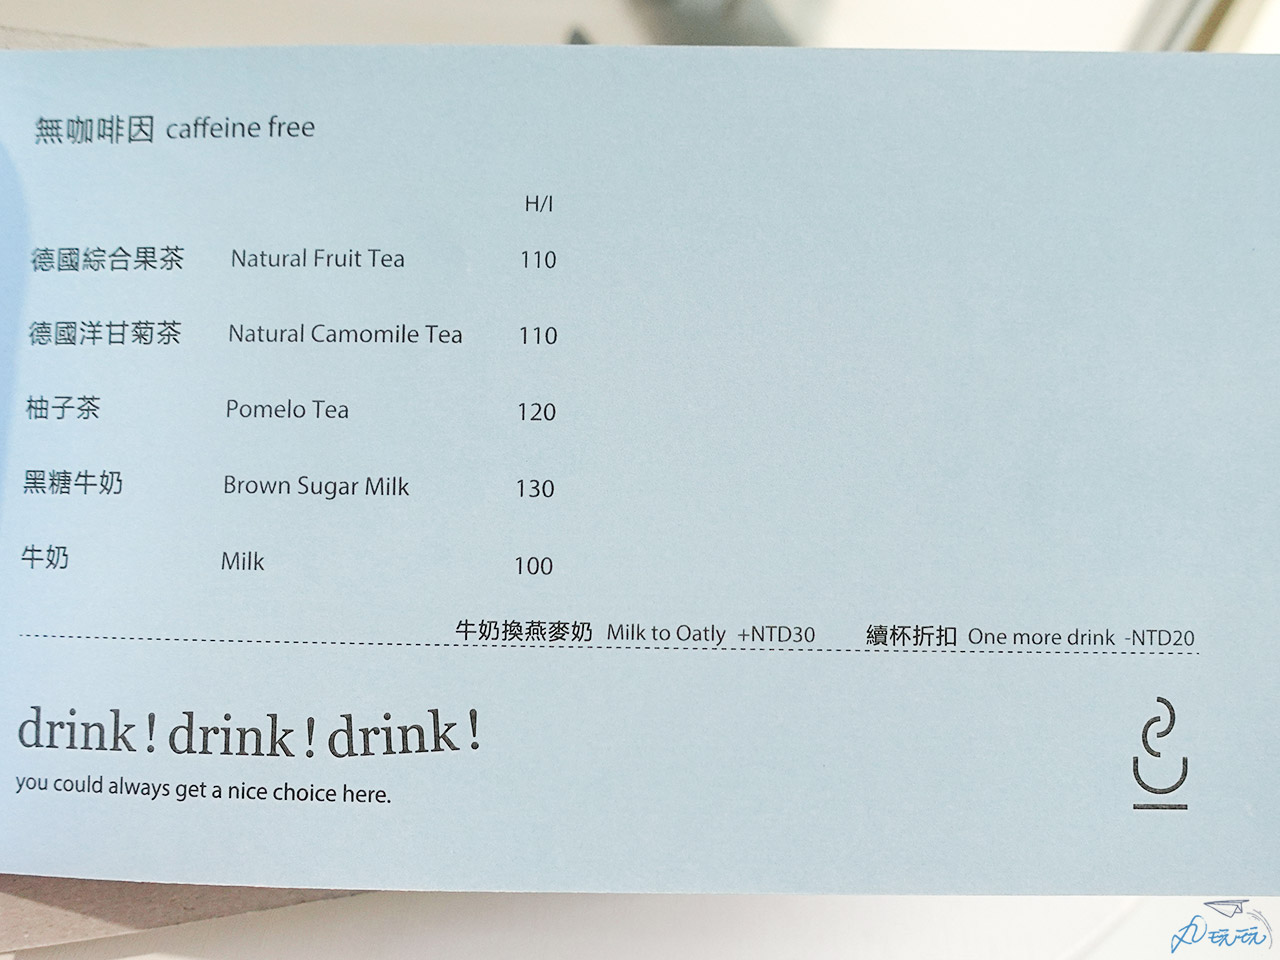 無咖啡因 caffeine free
H/I
德國綜合果茶 Natural Fruit Tea 110
德國洋甘菊茶 Natural Camomile Tea 110
柚子茶 Pomelo Tea 120
黑糖牛奶 Brown Sugar Milk 130
牛奶 Milk 100
牛奶換燕麥奶 Milk to Oatly +NTD30 續杯折扣 One more drink -NTD20
drink! drink! drink!
you could always get a nice choice here.
玩玩